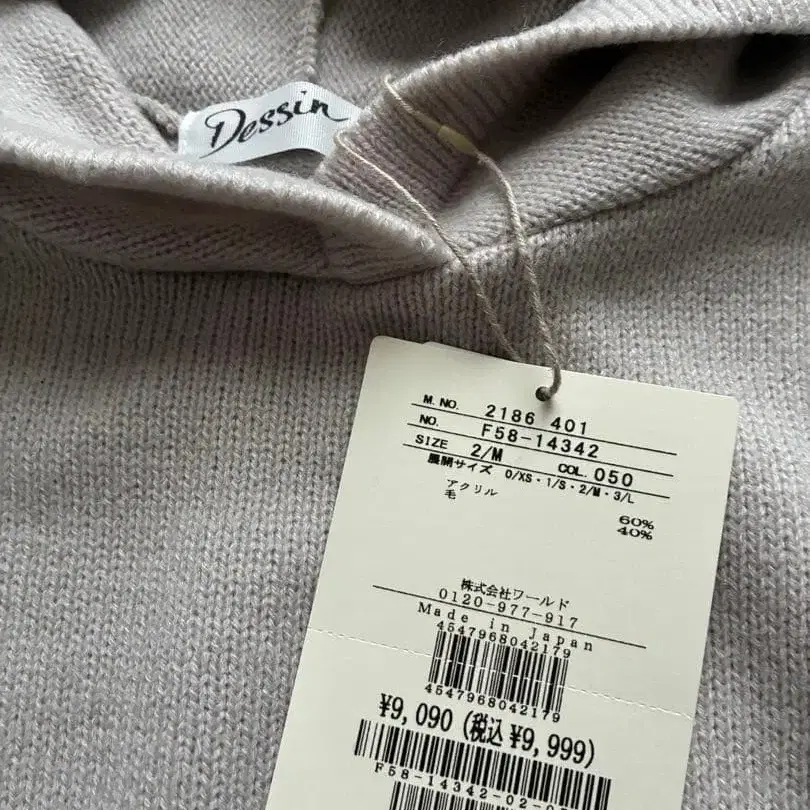 Dessin
M. NO. 2186 401
NO. F58-14342
SIZE 2/M COL. 050
展開サイズ 0/XS・1/S・2/M・3/L
アクリル 60%
毛 40%
株式会社ワールド
0120-977-917
Made in Japan
4547968042179
4547968042179
¥9,090 (税込¥9,999)
F58-14342-02-0